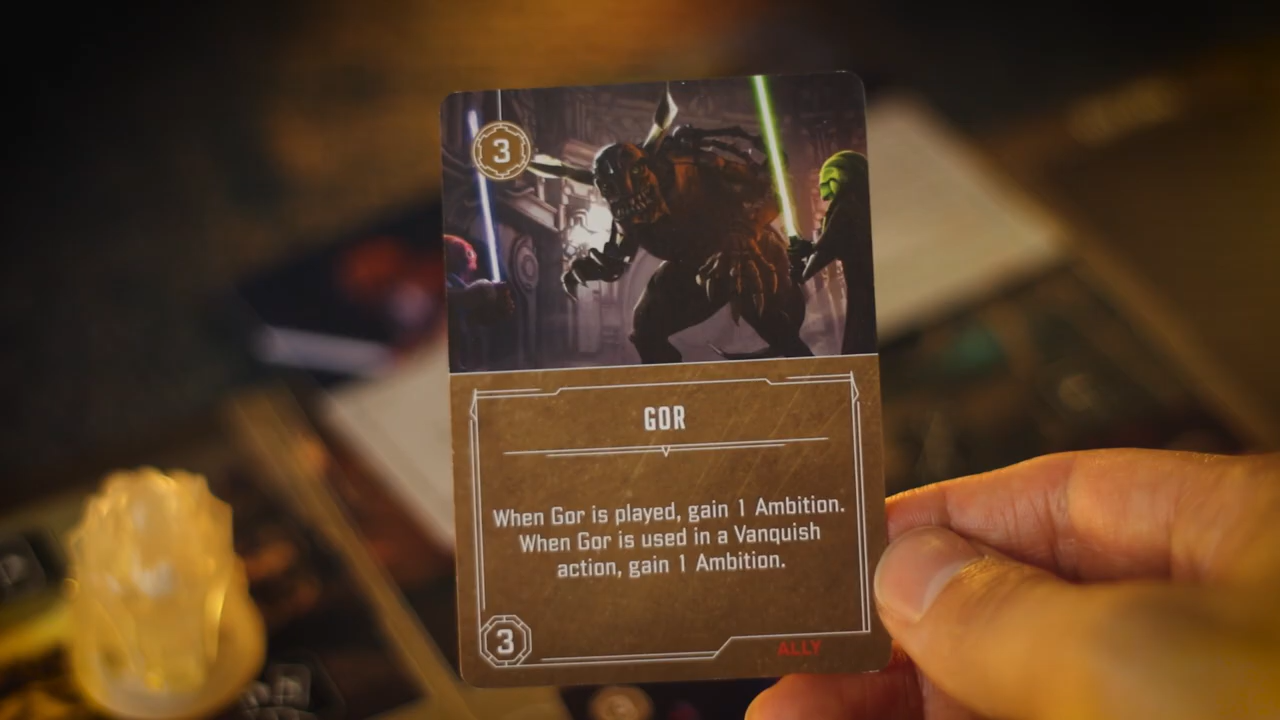 3
GOR
When Gor is played, gain 1 Ambition.
When Gor is used in a Vanquish
action, gain 1 Ambition.
3
ALLY